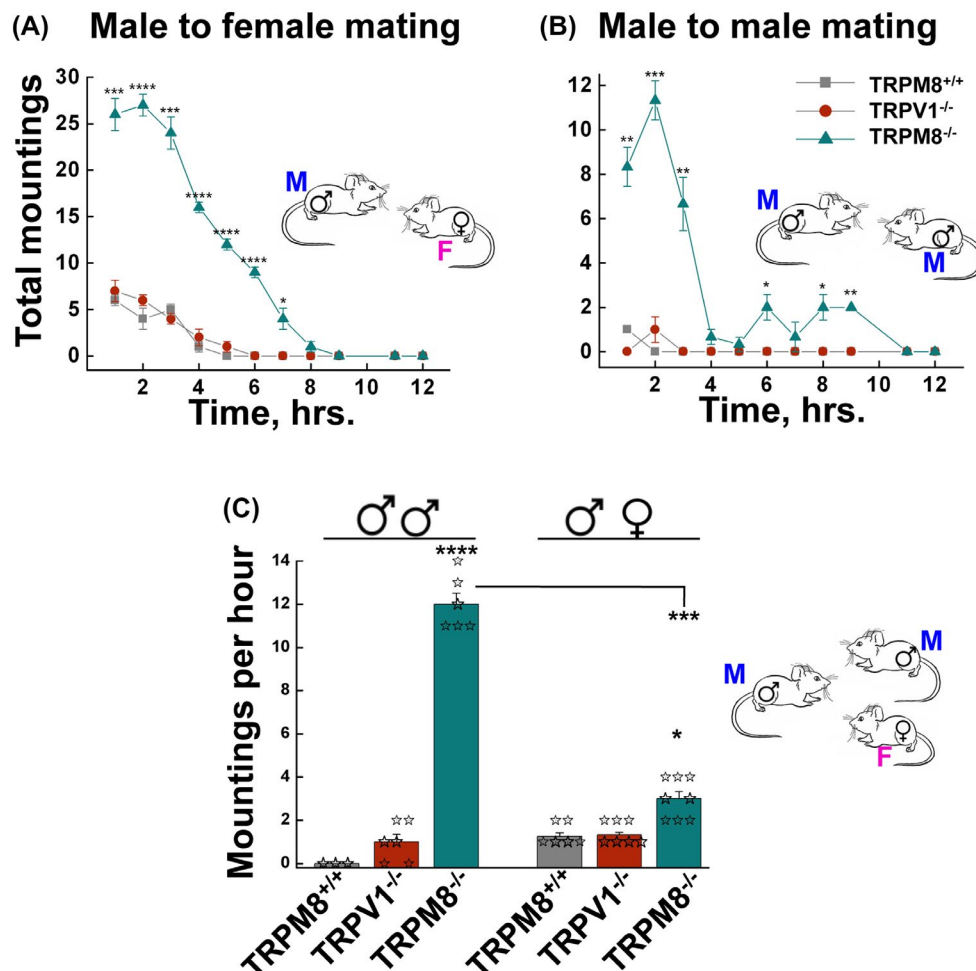 (A) Male to female mating
Total mountings
30
25
20
15
10
5
0
*** **** *** **** **** **** *
M
♂
♀
F
2 4 6 8 10 12
Time, hrs.
(B) Male to male mating
12
10
8
6
4
2
0
** *** ** * * **
TRPM8+/+
TRPV1-/-
TRPM8-/-
M
♂
♂
M
2 4 6 8 10 12
Time, hrs.
(C)
♂♂ ♂ ♀
Mountings per hour
14
12
10
8
6
4
2
0
****
***
*
TRPM8+/+ TRPV1-/- TRPM8-/- TRPM8+/+ TRPV1-/- TRPM8-/-
M
♂
♂
M
♀
F